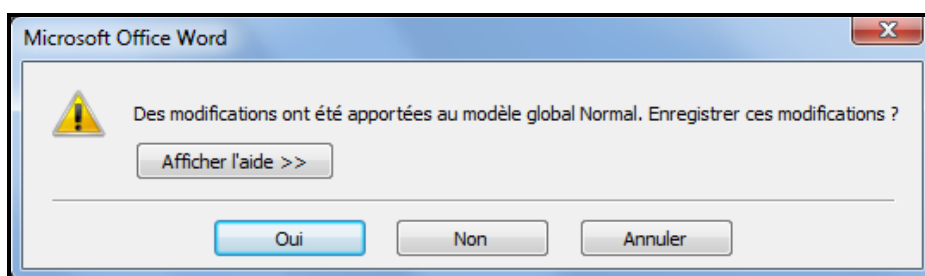 Microsoft Office Word
Des modifications ont été apportées au modèle global Normal. Enregistrer ces modifications ?
Afficher l'aide >>
Oui Non Annuler